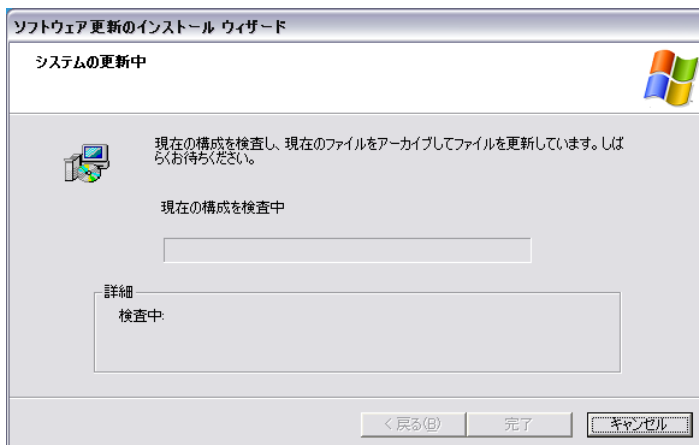 ソフトウェア更新のインストール ウィザード
システムの更新中
現在の構成を検査し、現在のファイルをアーカイブしてファイルを更新しています。しば
らくお待ちください。
現在の構成を検査中
詳細
検査中:
< 戻る(B) 完了 キャンセル